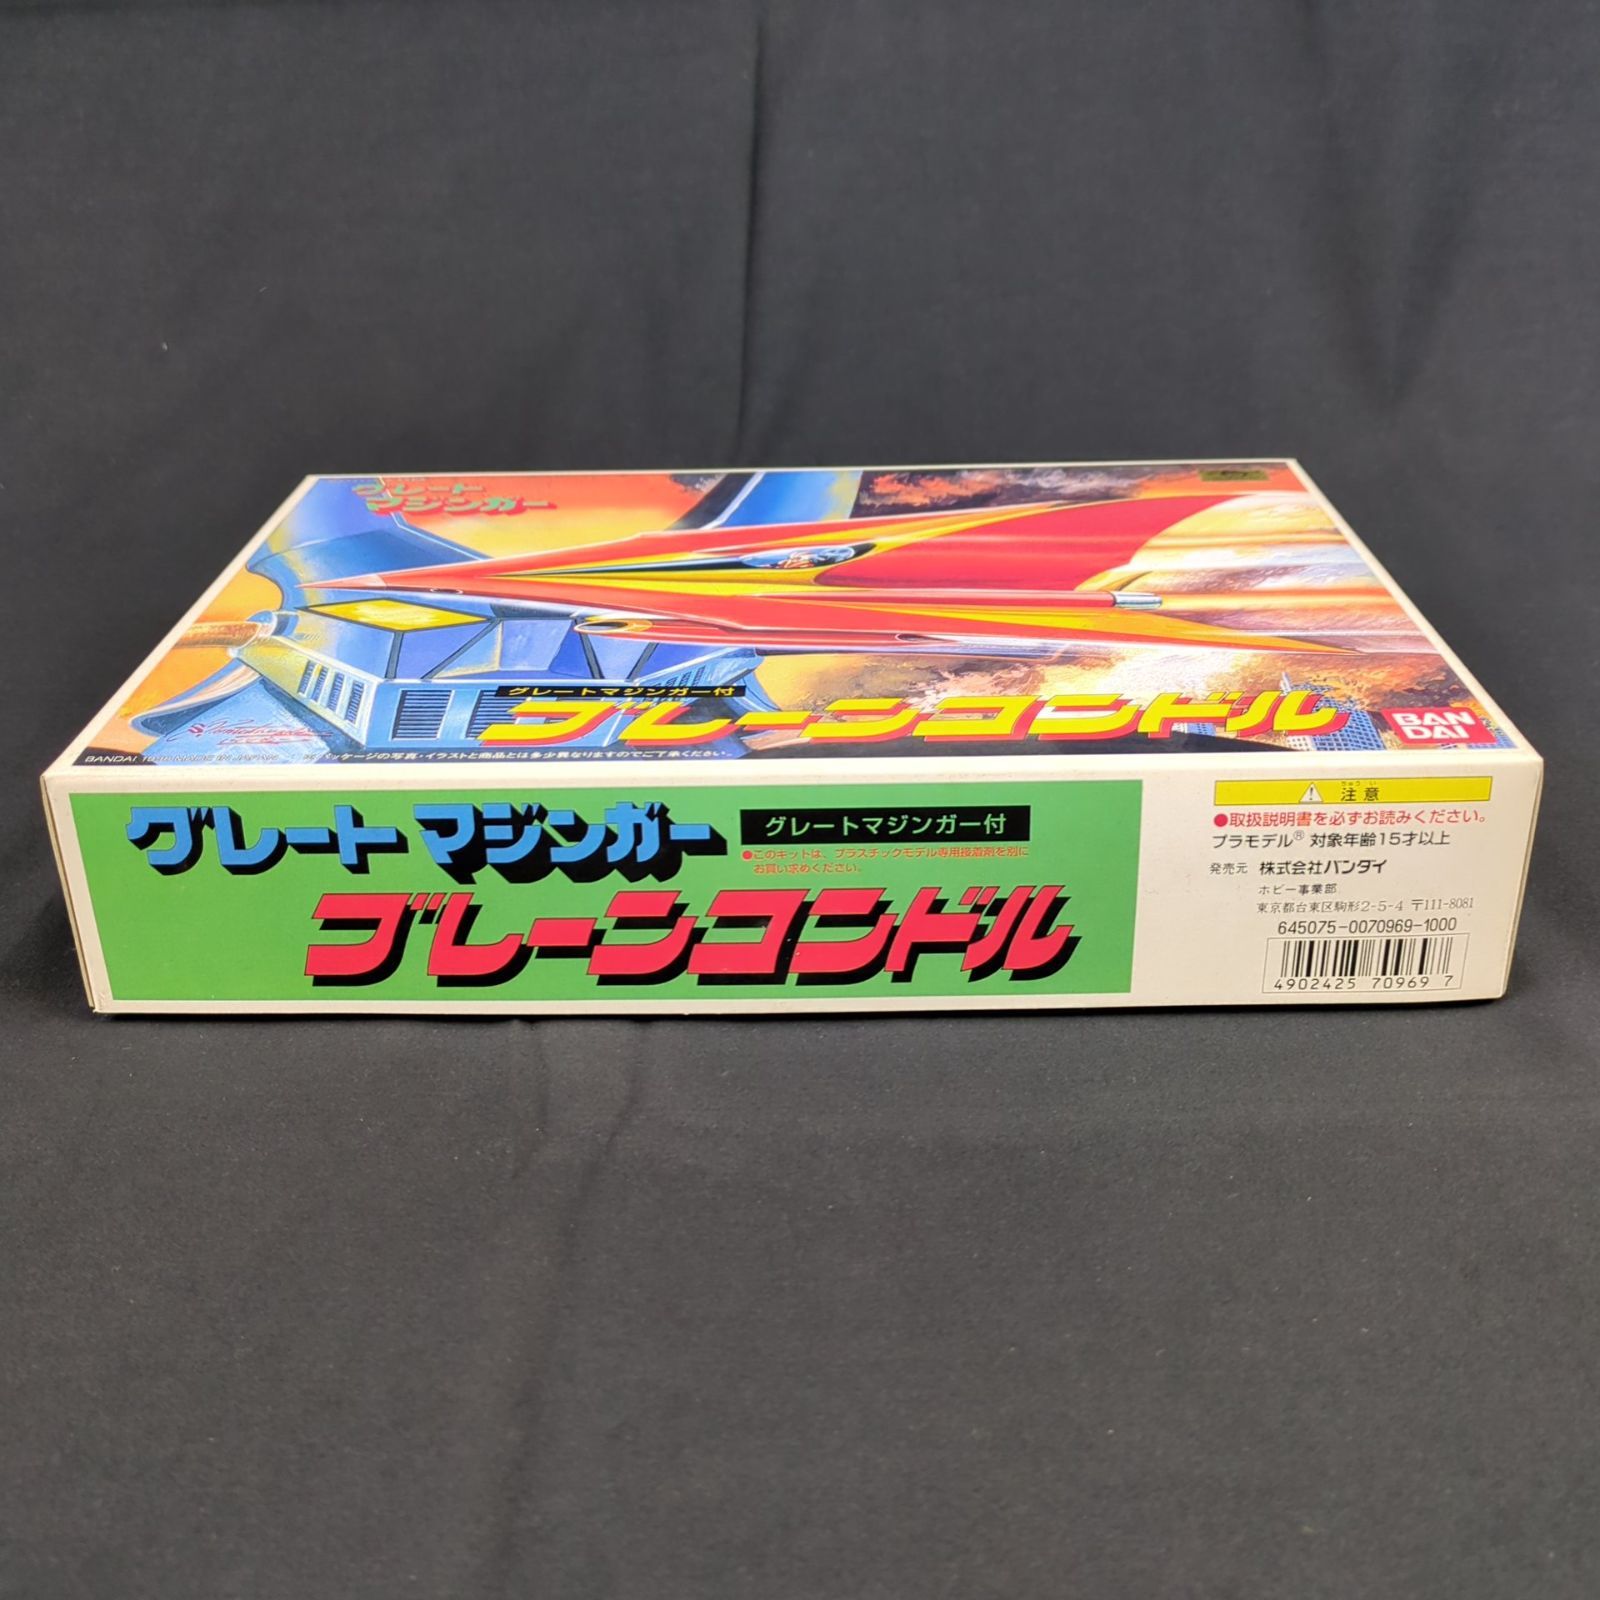 グレート
マジンガー
グレートマジンガー付
ブレーンコンドル
BAN
DAI
パッケージの写真・イラストと商品とは多少異なりますのでご了承ください。
グレート マジンガー
グレートマジンガー付
●このキットは、プラスチックモデル専用接着剤を別に
お買い求めください。
ブレーンコンドル
注意
ちゅうい
●取扱説明書を必ずお読みください。
プラモデル® 対象年齢15才以上
発売元 株式会社バンダイ
ホビー事業部
東京都台東区駒形2-5-4 〒111-8081
645075-0070969-1000
4902425 70969 7